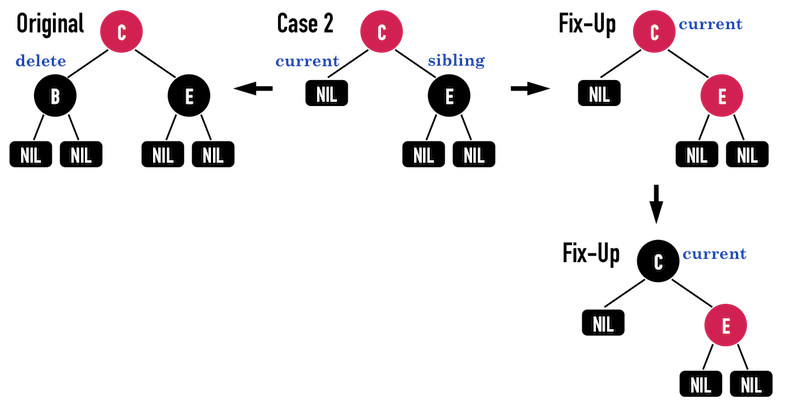 Original
C
delete
B
E
NIL
NIL
NIL
NIL
Case 2
C
current
sibling
NIL
E
NIL
NIL
Fix-Up
C
current
NIL
E
NIL
NIL
Fix-Up
C
current
NIL
E
NIL
NIL